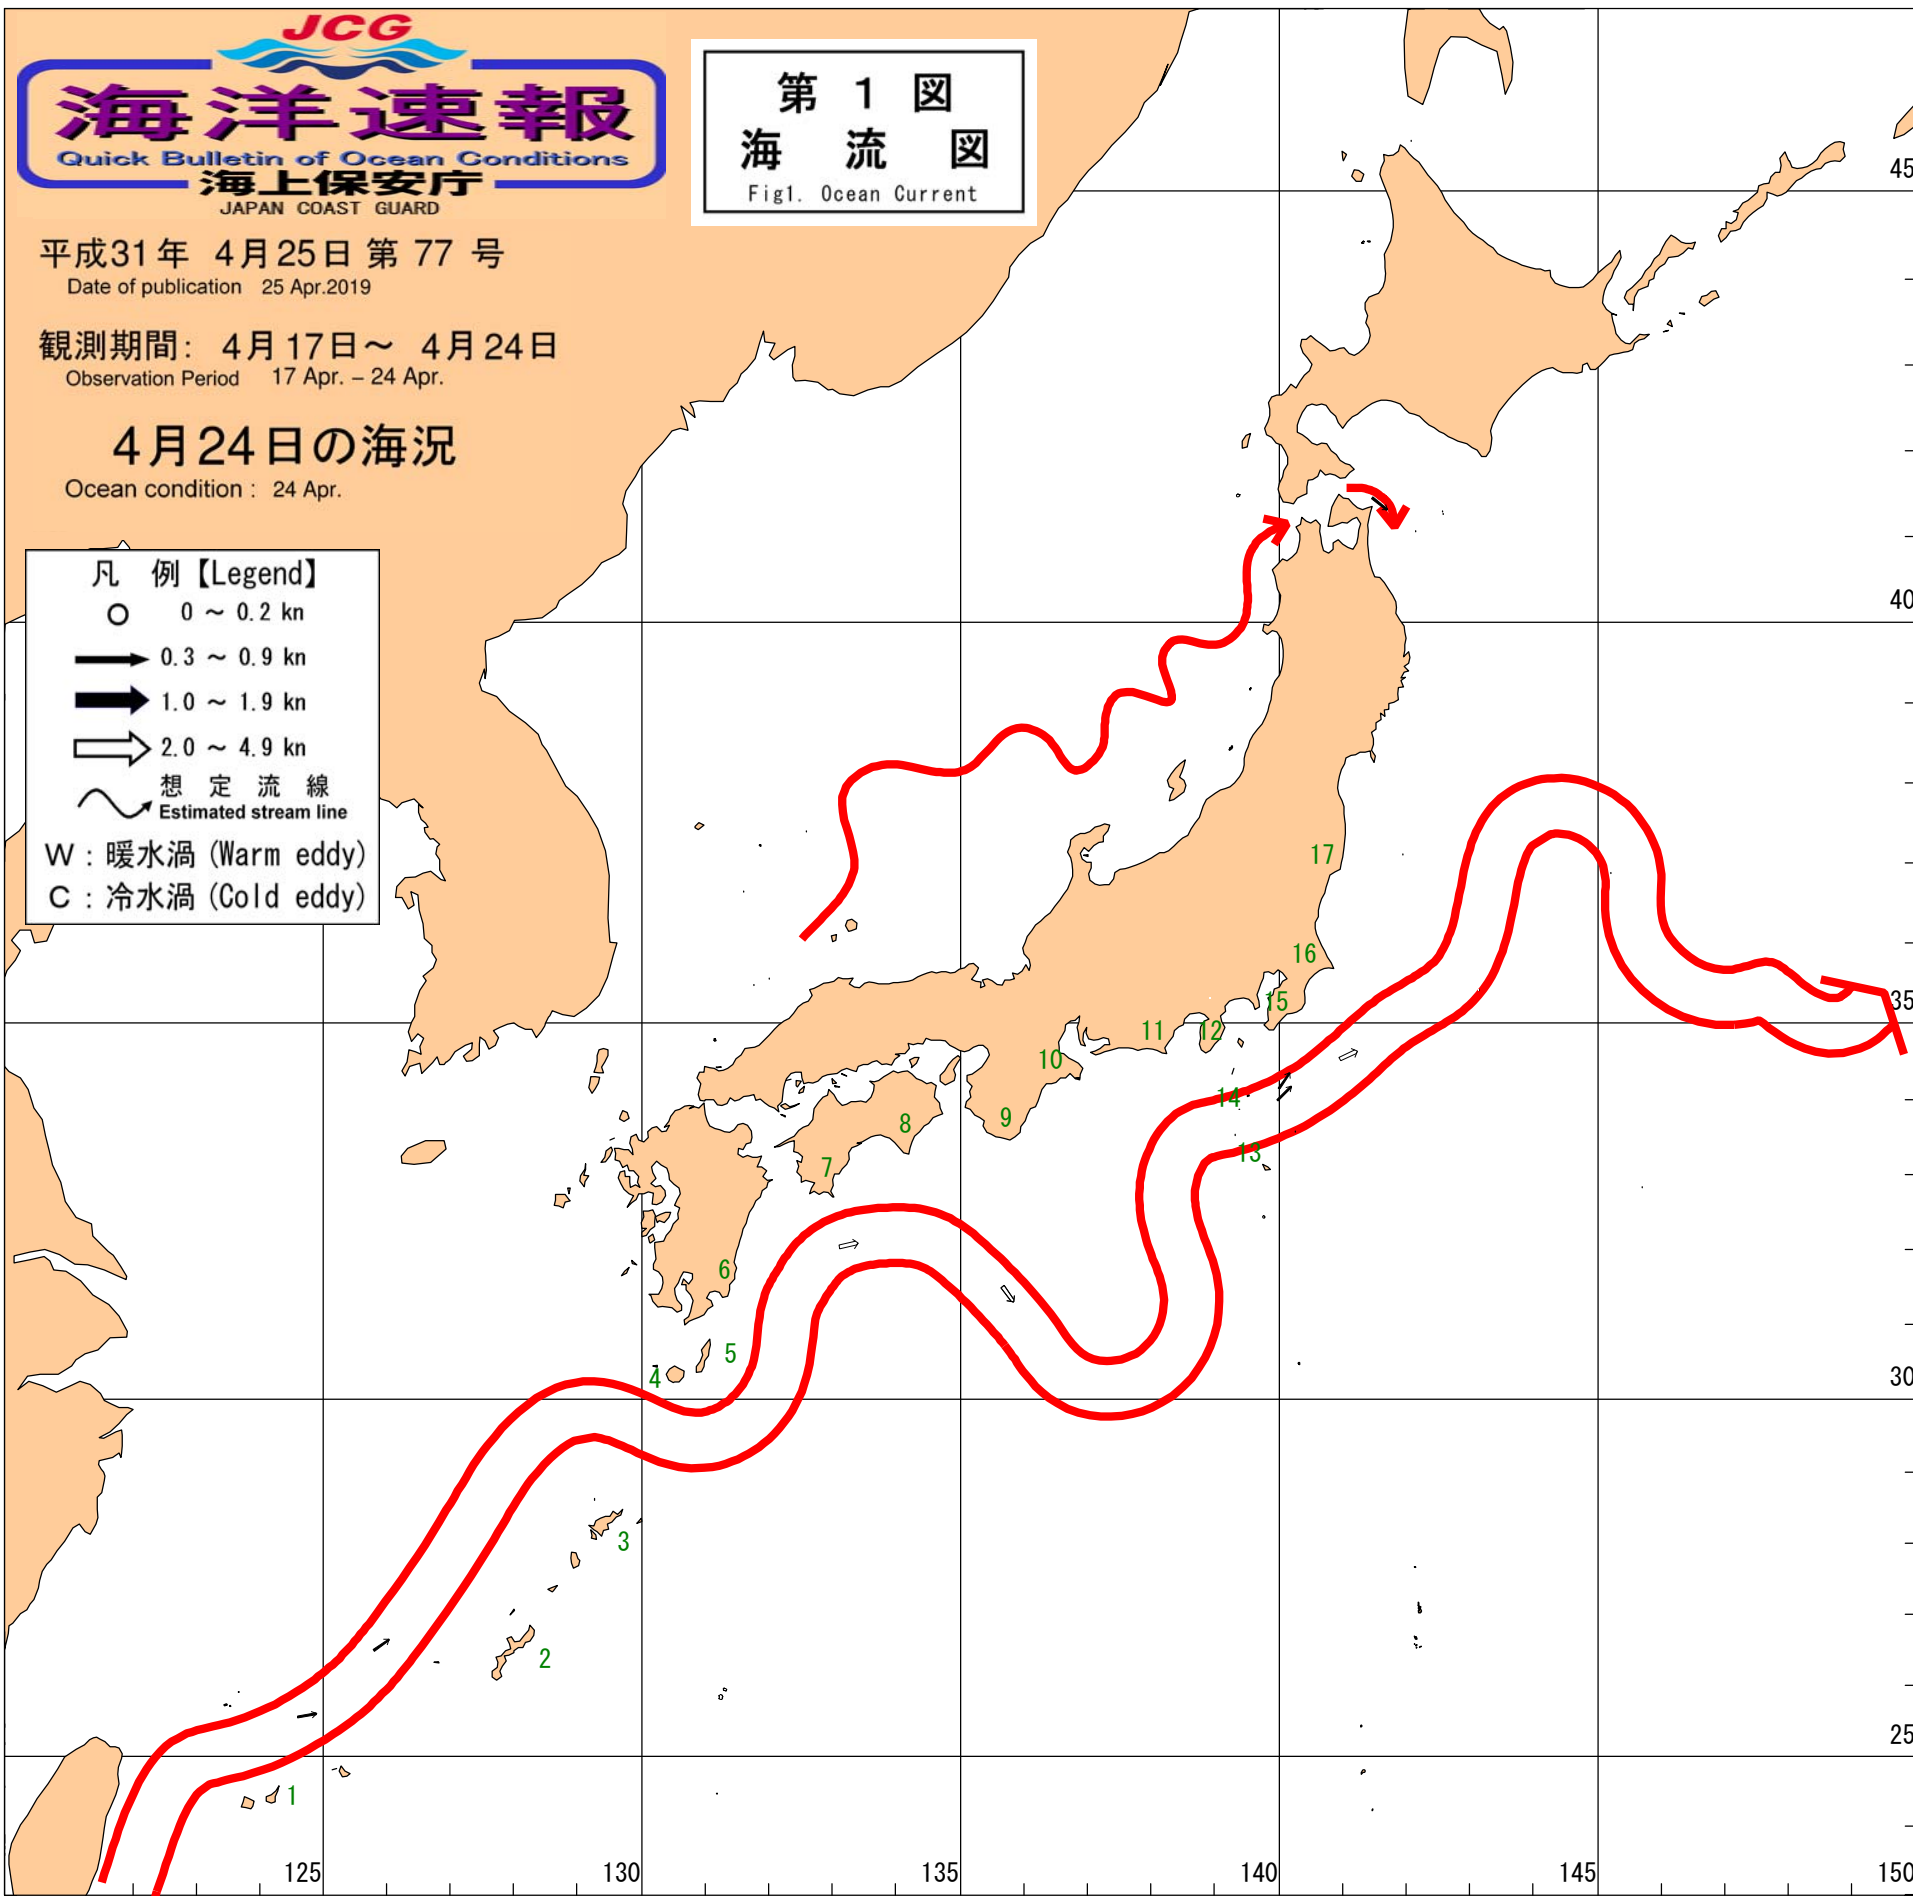 JCG
海洋速報
Quick Bulletin of Ocean Conditions
海上保安庁
JAPAN COAST GUARD
第 1 図
海 流 図
Fig1. Ocean Current
平成31年 4月25日 第 77 号
Date of publication 25 Apr.2019
観測期間: 4月17日～ 4月24日
Observation Period 17 Apr. – 24 Apr.
4月24日の海況
Ocean condition : 24 Apr.
凡 例【Legend】
0 ～ 0.2 kn
0.3 ～ 0.9 kn
1.0 ～ 1.9 kn
2.0 ～ 4.9 kn
想 定 流 線
Estimated stream line
W : 暖水渦 (Warm eddy)
C : 冷水渦 (Cold eddy)
45
40
35
30
25
17
16
15
12
11
10
14
13
9
8
7
6
5
4
3
2
1
125
130
135
140
145
150